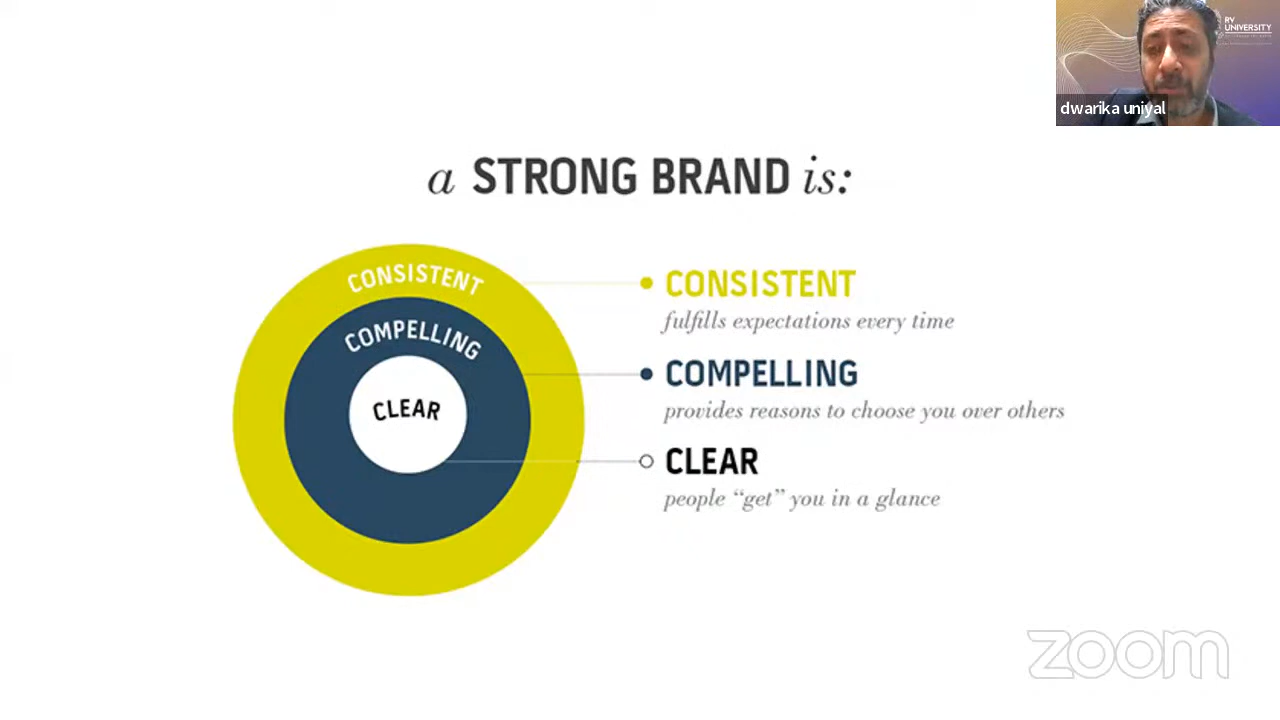 RV
UNIVERSITY
dwarika uniyal
a STRONG BRAND is:
CONSISTENT
COMPELLING
CLEAR
CONSISTENT
fulfills expectations every time
COMPELLING
provides reasons to choose you over others
CLEAR
people “get” you in a glance
zoom